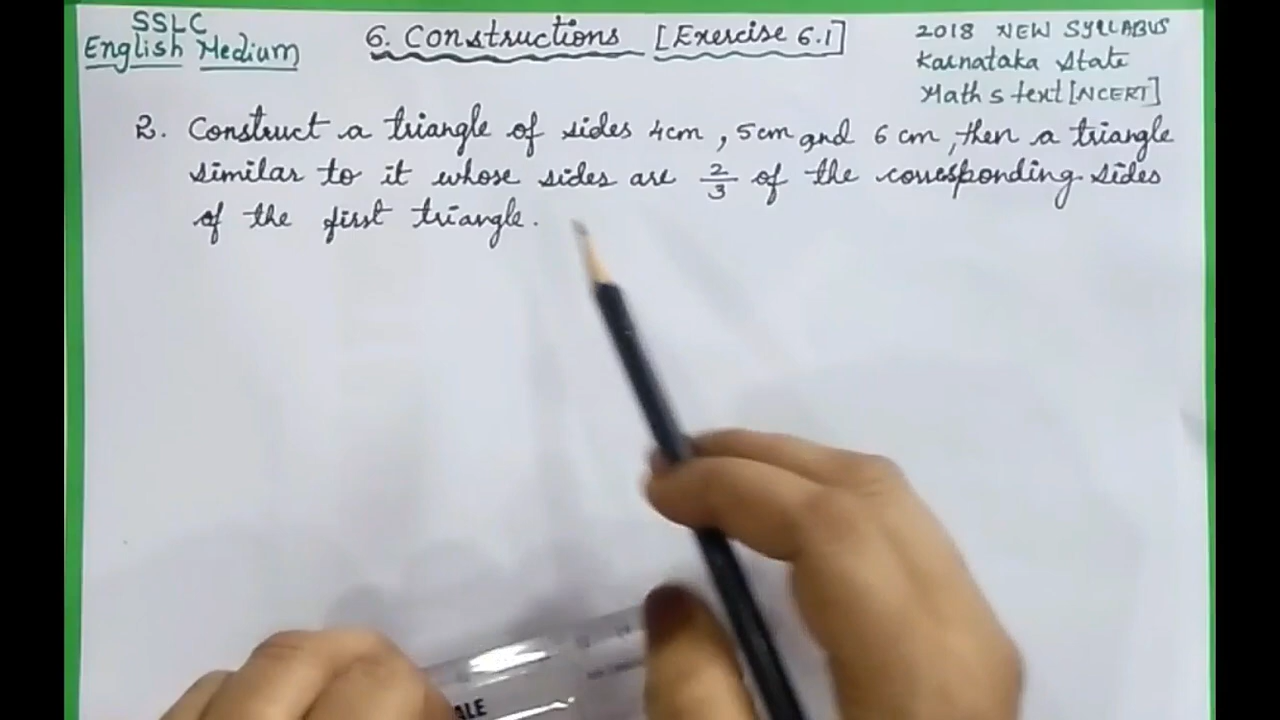 SSLC
English Medium
6. Constructions [Exercise 6.1]
2018 NEW SYLLABUS
Karnataka State
Maths text [NCERT]
2. Construct a triangle of sides 4cm, 5cm and 6 cm, then a triangle
similar to it whose sides are 2/3 of the corresponding sides
of the first triangle.
ALE